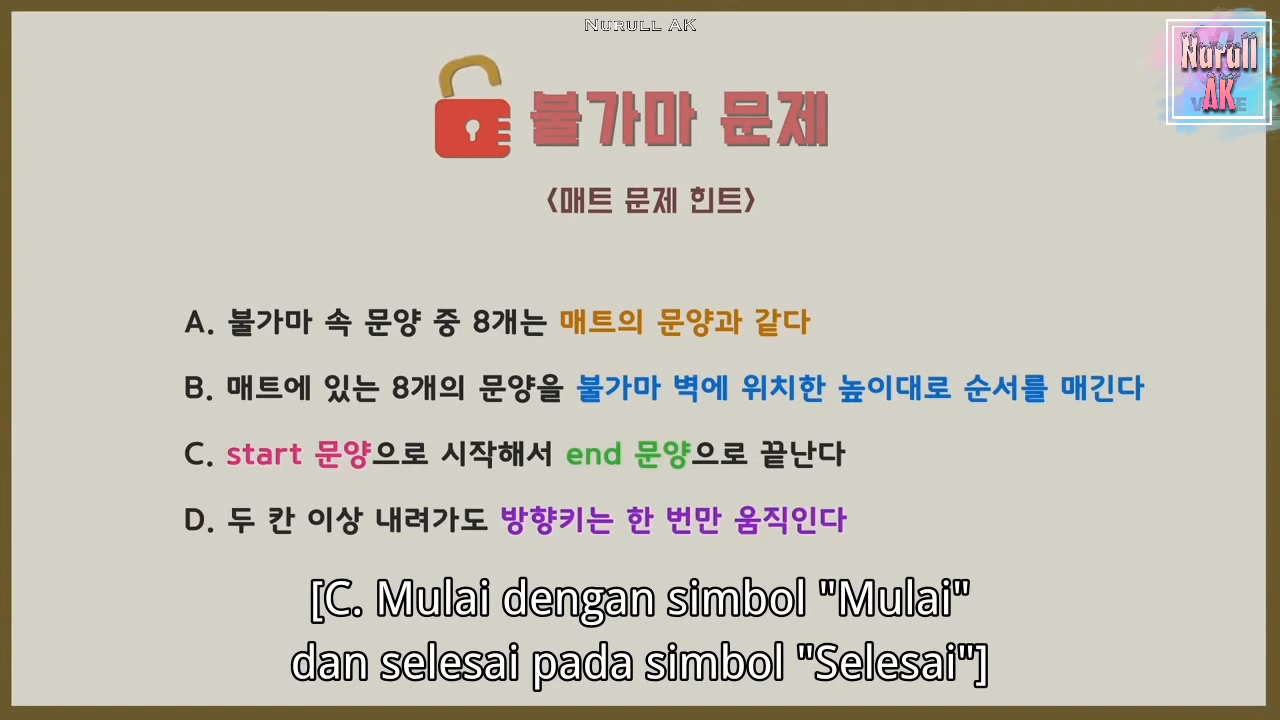 Nurull AK
Nurull
AK
불가마 문제
<매트 문제 힌트>
A. 불가마 속 문양 중 8개는 매트의 문양과 같다
B. 매트에 있는 8개의 문양을 불가마 벽에 위치한 높이대로 순서를 매긴다
C. start 문양으로 시작해서 end 문양으로 끝난다
D. 두 칸 이상 내려가도 방향키는 한 번만 움직인다
[C. Mulai dengan simbol "Mulai"
dan selesai pada simbol "Selesai"]